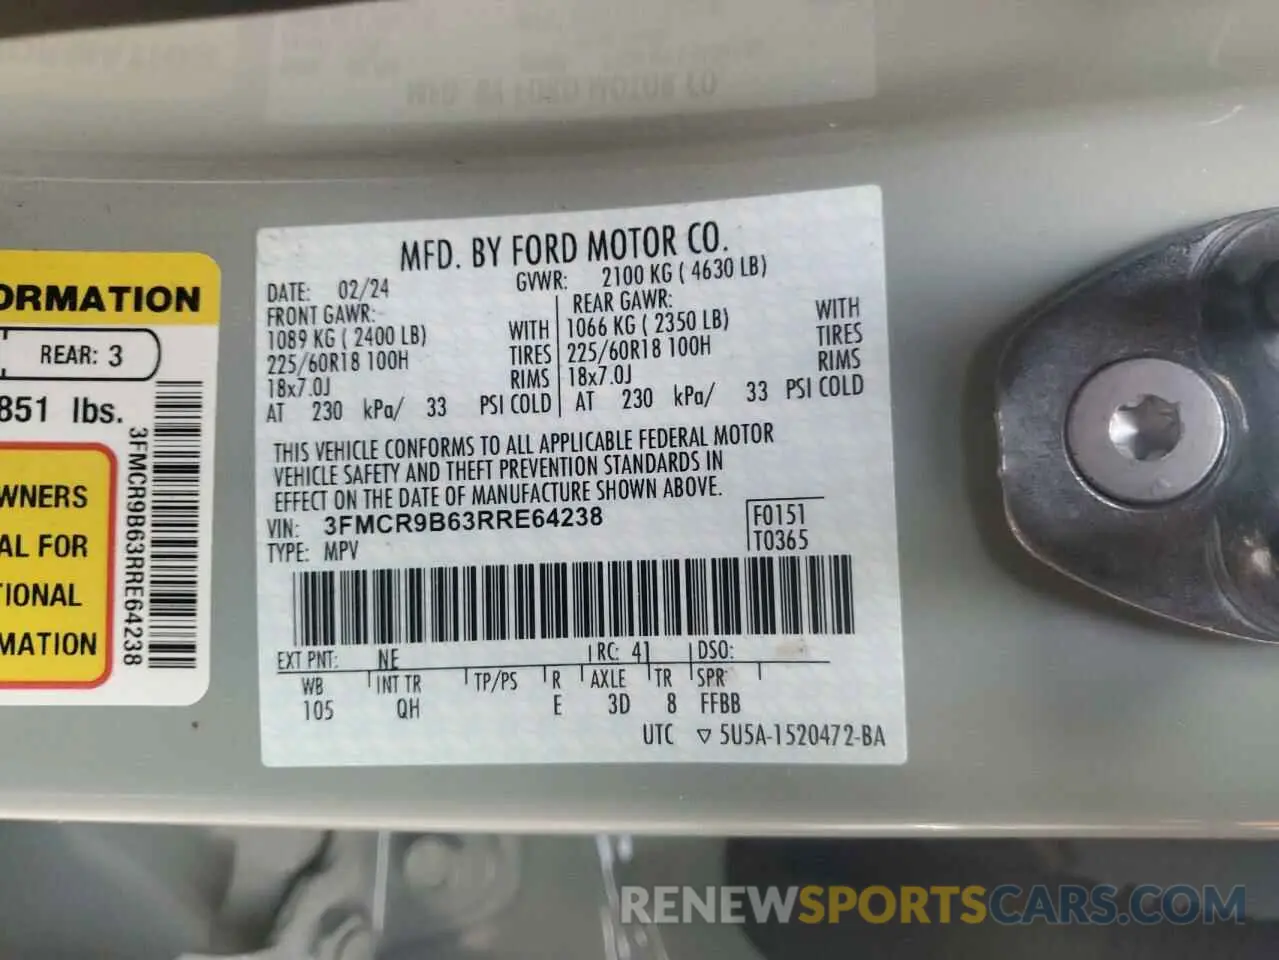 MFD. BY FORD MOTOR CO
ORMATION
REAR: 3
851 lbs.
3FMCR9B63RRE64238
WNERS
AL FOR
TIONAL
MATION
MFD. BY FORD MOTOR CO.
DATE: 02/24 GVWR: 2100 KG ( 4630 LB)
FRONT GAWR: REAR GAWR:
1089 KG ( 2400 LB) WITH 1066 KG ( 2350 LB) WITH
225/60R18 100H TIRES 225/60R18 100H TIRES
18x7.0J RIMS 18x7.0J RIMS
AT 230 kPa/ 33 PSI COLD AT 230 kPa/ 33 PSI COLD
THIS VEHICLE CONFORMS TO ALL APPLICABLE FEDERAL MOTOR
VEHICLE SAFETY AND THEFT PREVENTION STANDARDS IN
EFFECT ON THE DATE OF MANUFACTURE SHOWN ABOVE.
VIN: 3FMCR9B63RRE64238 F0151
TYPE: MPV T0365
EXT PNT: NE RC: 41 DSO:
WB INT TR TP/PS R AXLE TR SPR
105 QH E 3D 8 FFBB
UTC ▽ 5U5A-1520472-BA
RENEWSPORTSCARS.COM